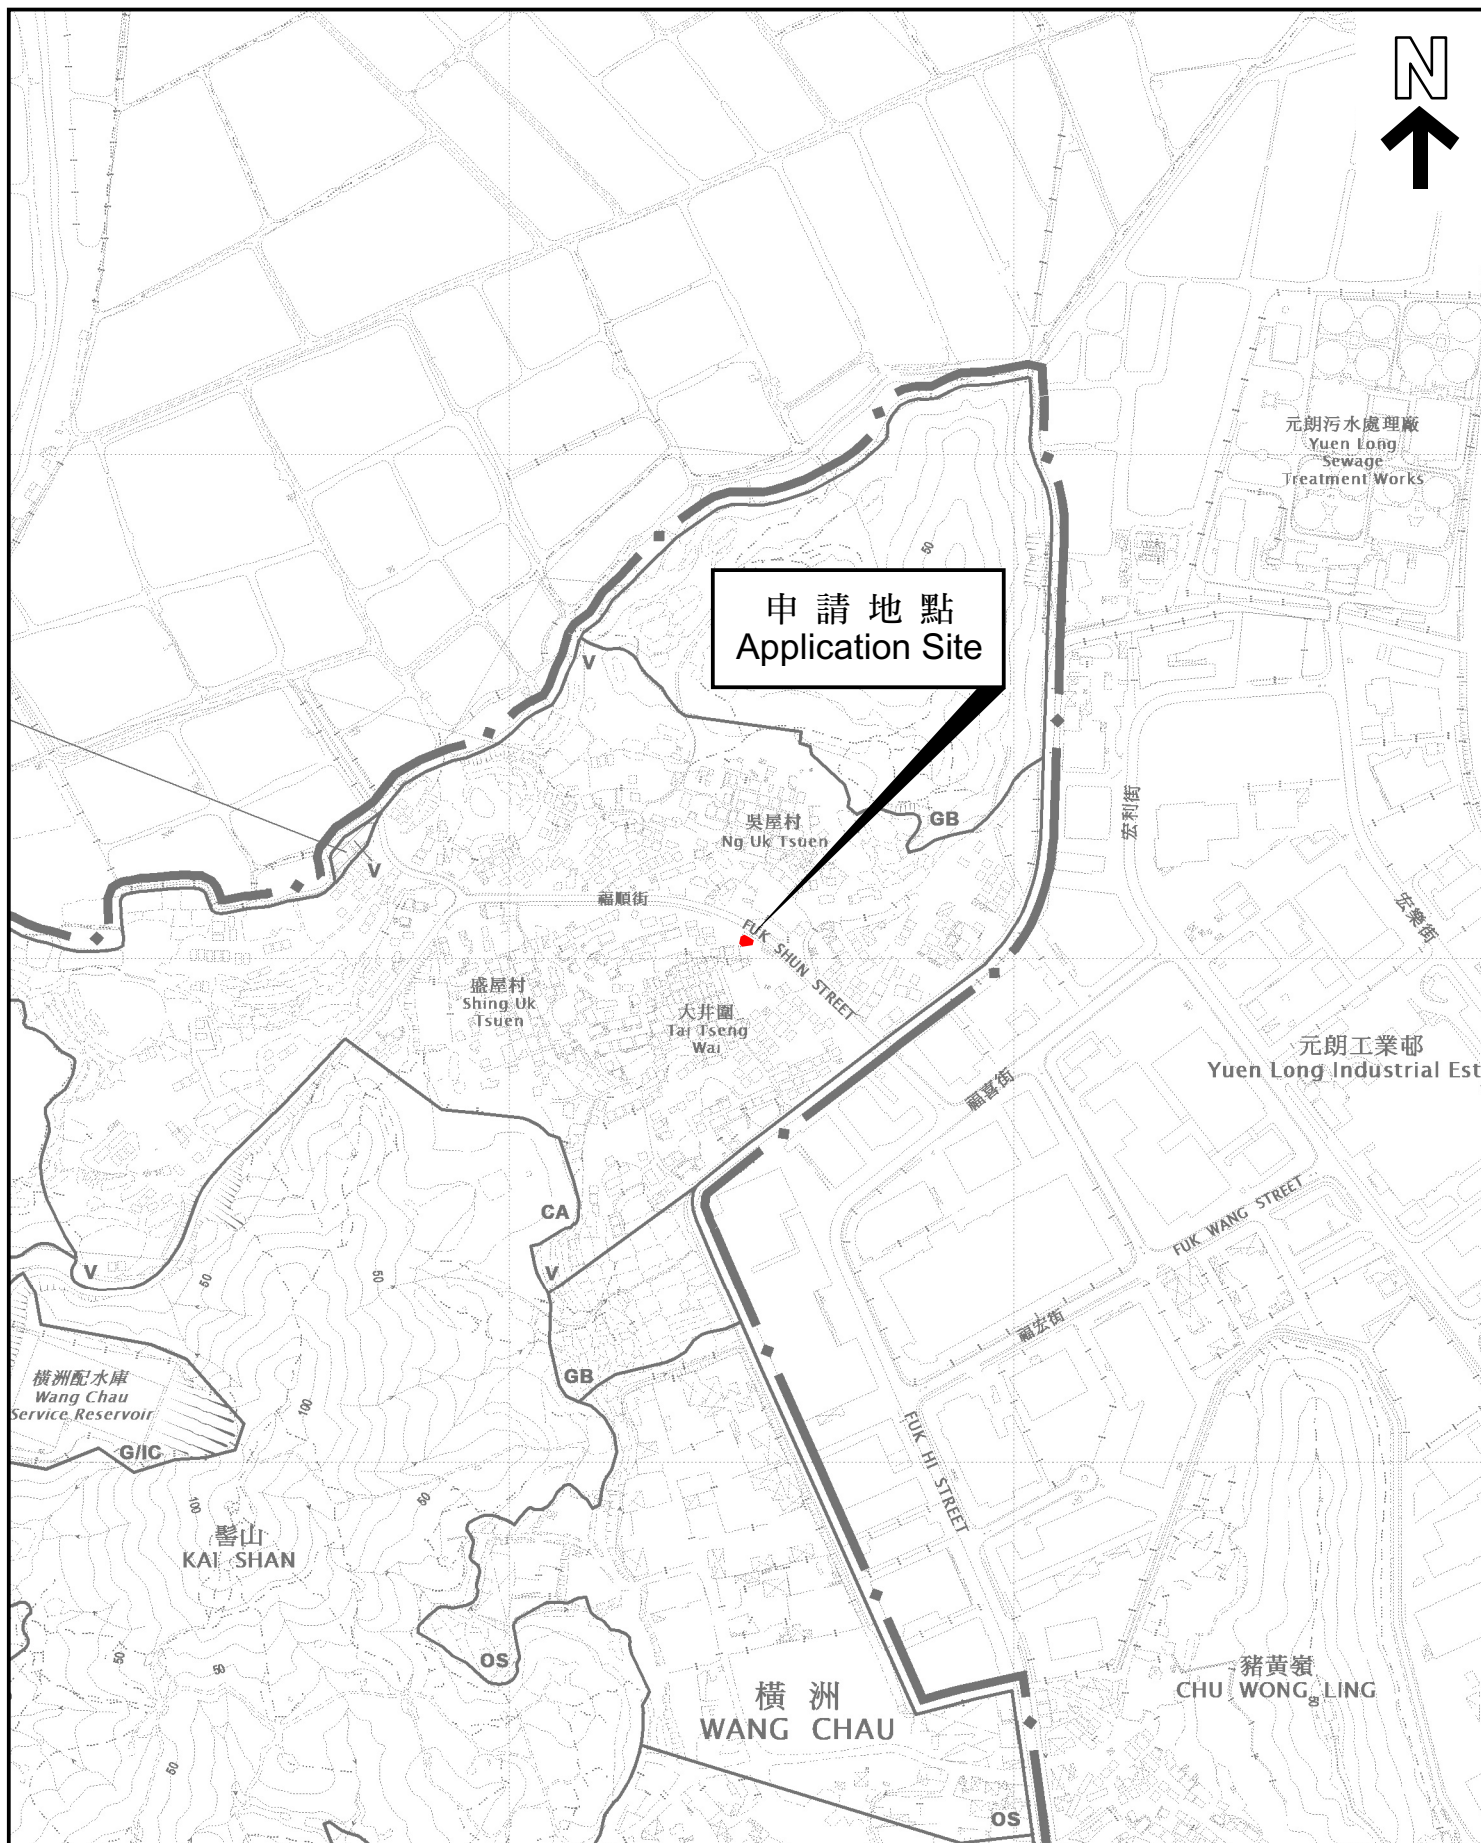 N
元朗污水處理廠
Yuen Long
Sewage
Treatment Works
50
申請地點
Application Site
V
宏利街
吳屋村
Ng Uk Tsuen
GB
V
福順街
宏樂街
FUK SHUN STREET
盛屋村
Shing Uk
Tsuen
大井圍
Tai Tseng
Wai
元朗工業邨
Yuen Long Industrial Est
福喜街
CA
FUK WANG STREET
V
50
50
V
福宏街
橫洲配水庫
Wang Chau
Service Reservoir
GB
100
G/IC
FUK HI STREET
100
50
髻山
KAI SHAN
50
50
OS
豬黃嶺
CHU WONG LING
50
橫洲
WANG CHAU
50
OS